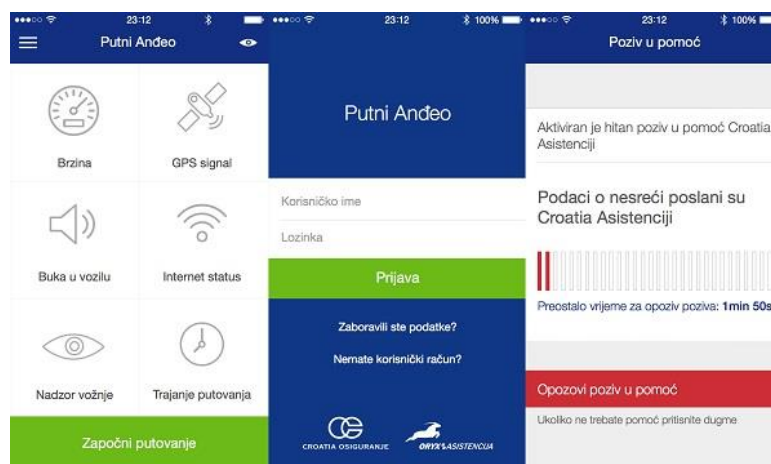 23:12
Putni Anđeo
Brzina
GPS signal
Buka u vozilu
Internet status
Nadzor vožnje
Trajanje putovanja
Započni putovanje
23:12
100%
Putni Anđeo
Korisničko ime
Lozinka
Prijava
Zaboravili ste podatke?
Nemate korisnički račun?
CROATIA OSIGURANJE
ORYX ASISTENCIJA
23:12
100%
Poziv u pomoć
Aktiviran je hitan poziv u pomoć Croatia
Asistenciji
Podaci o nesreći poslani su
Croatia Asistenciji
Preostalo vrijeme za opoziv poziva: 1min 50s
Opozovi poziv u pomoć
Ukoliko ne trebate pomoć pritisnite dugme